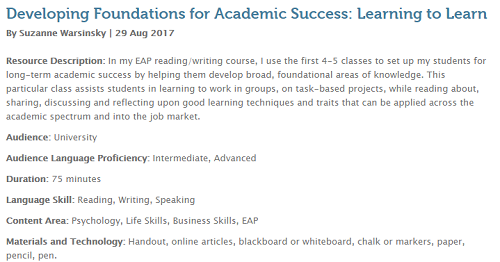 Developing Foundations for Academic Success: Learning to Learn
By Suzanne Warsinsky | 29 Aug 2017
Resource Description: In my EAP reading/writing course, I use the first 4-5 classes to set up my students for
long-term academic success by helping them develop broad, foundational areas of knowledge. This
particular class assists students in learning to work in groups, on task-based projects, while reading about,
sharing, discussing and reflecting upon good learning techniques and traits that can be applied across the
academic spectrum and into the job market.
Audience: University
Audience Language Proficiency: Intermediate, Advanced
Duration: 75 minutes
Language Skill: Reading, Writing, Speaking
Content Area: Psychology, Life Skills, Business Skills, EAP
Materials and Technology: Handout, online articles, blackboard or whiteboard, chalk or markers, paper,
pencil, pen.